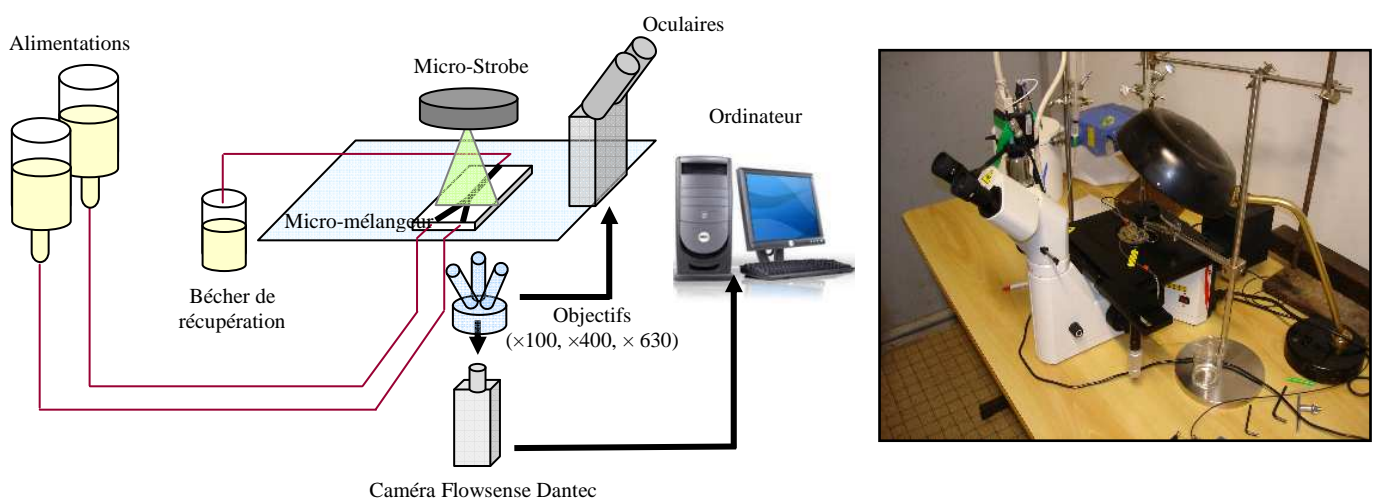 Alimentations
Oculaires
Micro-Strobe
Ordinateur
Micro-mélangeur
Bécher de
récupération
Objectifs
(×100, ×400, × 630)
Caméra Flowsense Dantec